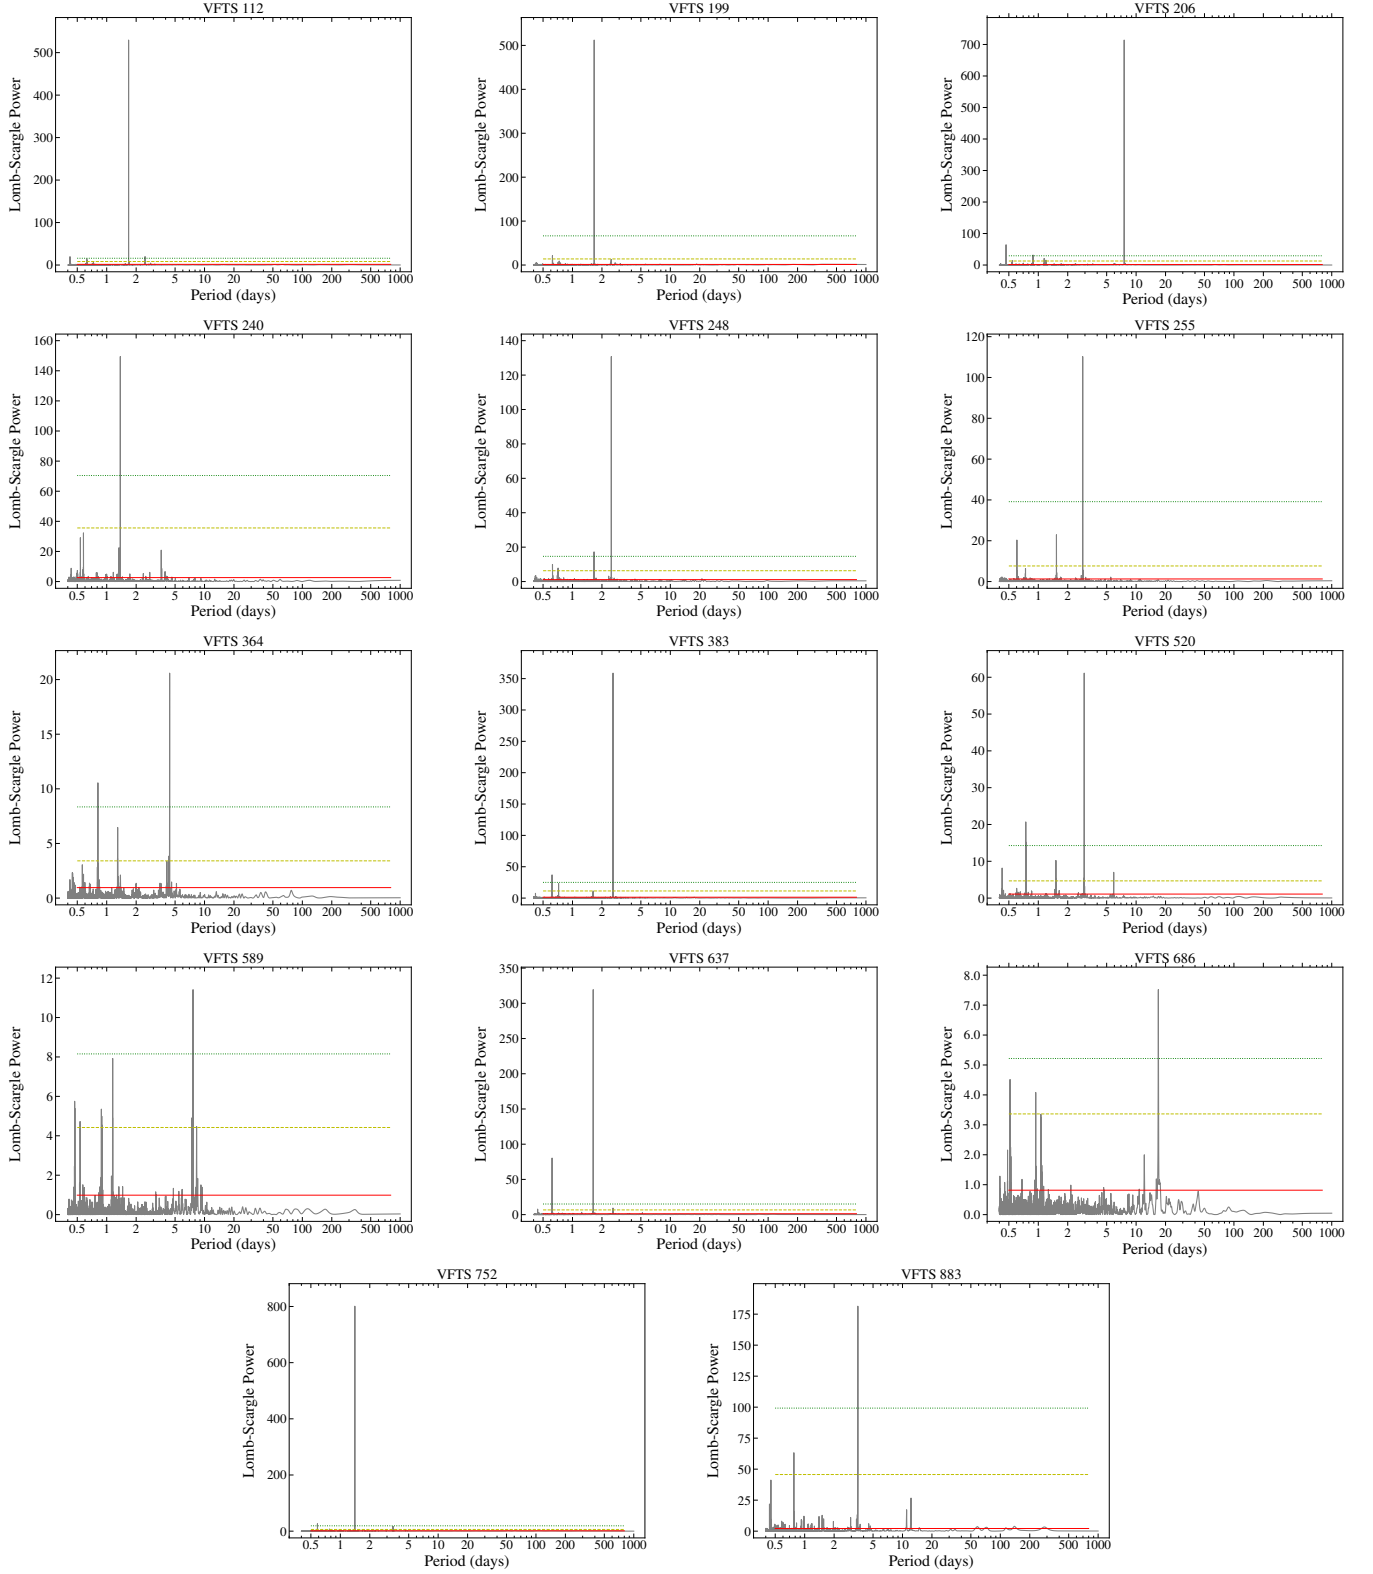 VFTS 112
Lomb-Scargle Power
500
400
300
200
100
0
0.5 1 2 5 10 20 50 100 200 500 1000
Period (days)
VFTS 199
Lomb-Scargle Power
500
400
300
200
100
0
0.5 1 2 5 10 20 50 100 200 500 1000
Period (days)
VFTS 206
Lomb-Scargle Power
700
600
500
400
300
200
100
0
0.5 1 2 5 10 20 50 100 200 500 1000
Period (days)
VFTS 240
Lomb-Scargle Power
160
140
120
100
80
60
40
20
0
0.5 1 2 5 10 20 50 100 200 500 1000
Period (days)
VFTS 248
Lomb-Scargle Power
140
120
100
80
60
40
20
0
0.5 1 2 5 10 20 50 100 200 500 1000
Period (days)
VFTS 255
Lomb-Scargle Power
120
100
80
60
40
20
0
0.5 1 2 5 10 20 50 100 200 500 1000
Period (days)
VFTS 364
Lomb-Scargle Power
20
15
10
5
0
0.5 1 2 5 10 20 50 100 200 500 1000
Period (days)
VFTS 383
Lomb-Scargle Power
350
300
250
200
150
100
50
0
0.5 1 2 5 10 20 50 100 200 500 1000
Period (days)
VFTS 520
Lomb-Scargle Power
60
50
40
30
20
10
0
0.5 1 2 5 10 20 50 100 200 500 1000
Period (days)
VFTS 589
Lomb-Scargle Power
12
10
8
6
4
2
0
0.5 1 2 5 10 20 50 100 200 500 1000
Period (days)
VFTS 637
Lomb-Scargle Power
350
300
250
200
150
100
50
0
0.5 1 2 5 10 20 50 100 200 500 1000
Period (days)
VFTS 686
Lomb-Scargle Power
8.0
7.0
6.0
5.0
4.0
3.0
2.0
1.0
0.0
0.5 1 2 5 10 20 50 100 200 500 1000
Period (days)
VFTS 752
Lomb-Scargle Power
800
600
400
200
0
0.5 1 2 5 10 20 50 100 200 500 1000
Period (days)
VFTS 883
Lomb-Scargle Power
175
150
125
100
75
50
25
0
0.5 1 2 5 10 20 50 100 200 500 1000
Period (days)